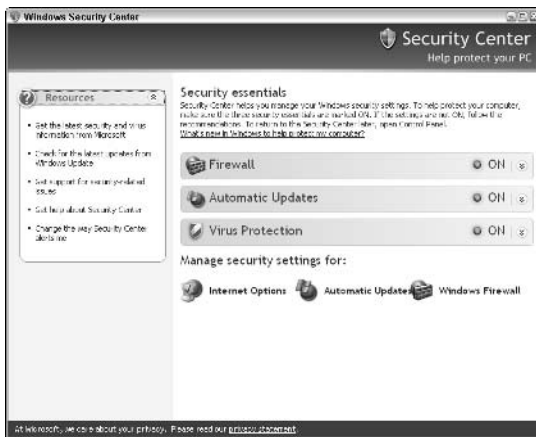 Windows Security Center
Security Center
Help protect your PC
Resources
Get the latest security and virus
information from Microsoft
Check for the latest updates from
Windows Update
Get support for security-related
issues
Get help about Security Center
Change the way Security Center
alerts me
Security essentials
Security Center helps you manage your Windows security settings. To help protect your computer,
make sure the three security essentials are marked ON. If the settings are not ON, follow the
recommendations. To return to the Security Center later, open Control Panel.
What's new in Windows to help protect my computer?
Firewall ON
Automatic Updates ON
Virus Protection ON
Manage security settings for:
Internet Options Automatic Updates Windows Firewall
At Microsoft, we care about your privacy. Please read our privacy statement.